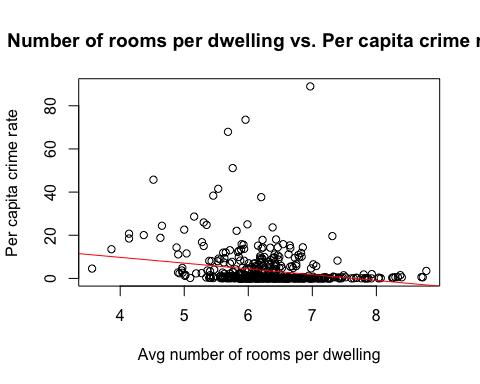 Number of rooms per dwelling vs. Per capita crime r
Per capita crime rate
80
60
40
20
0
4 5 6 7 8
Avg number of rooms per dwelling